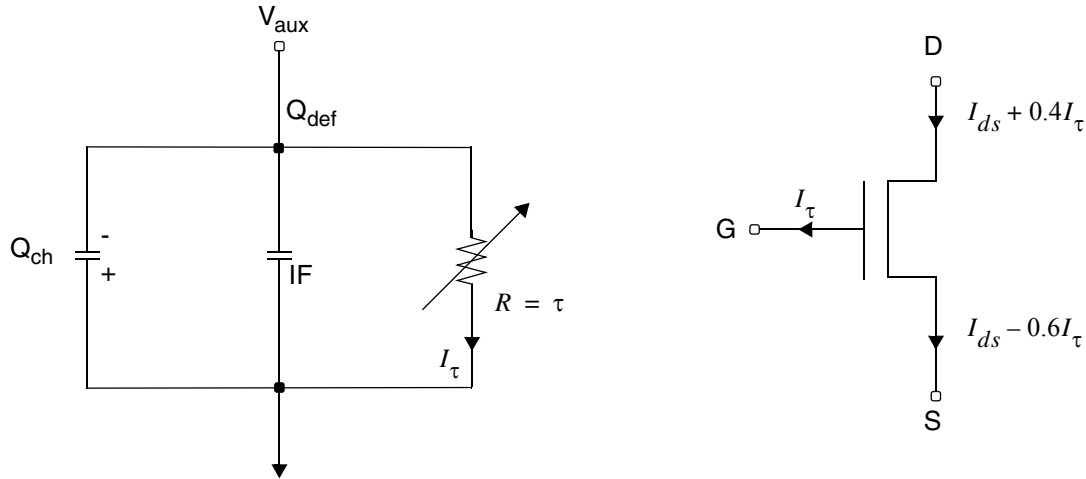 V_aux
Q_def
Q_ch
-
+
IF
R = τ
I_τ
D
I_ds + 0.4I_τ
I_τ
G
I_ds − 0.6I_τ
S